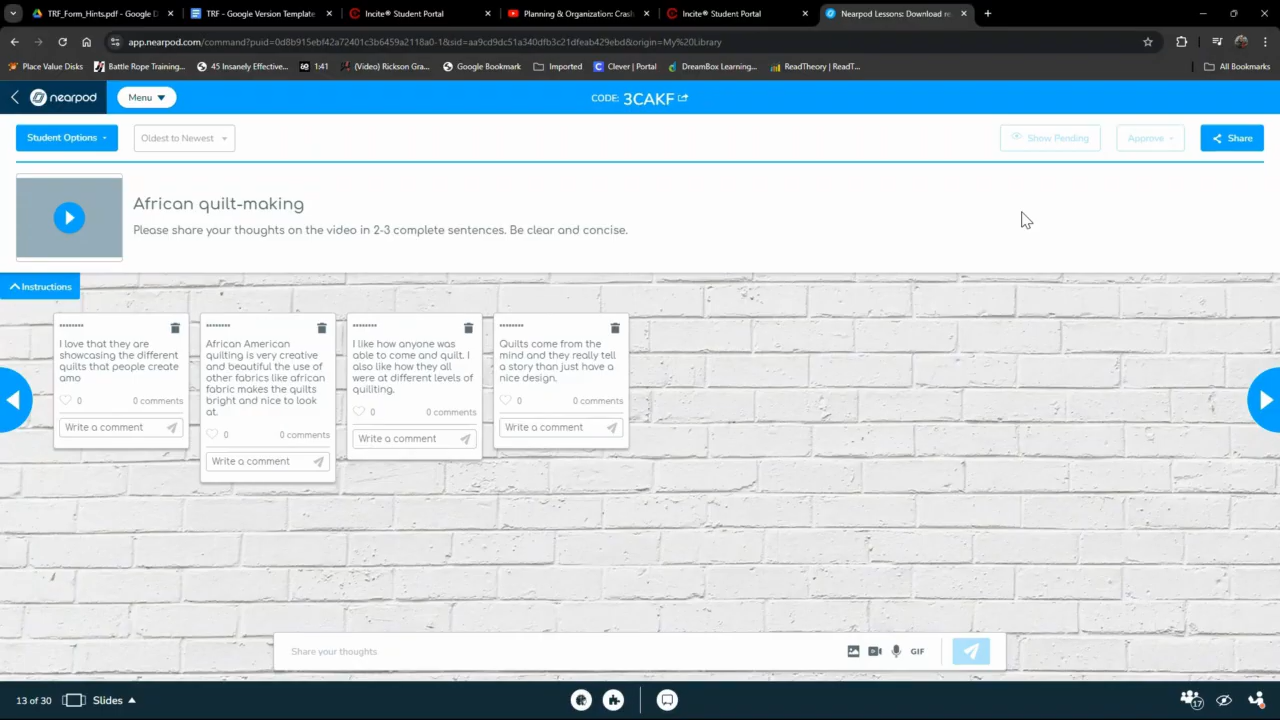 TRF_Form_Hints.pdf - Google D
TRF - Google Version Template
Incite® Student Portal
Planning & Organization: Crash
Incite® Student Portal
Nearpod Lessons: Download re
app.nearpod.com/command?puid=0d8b915ebf42a72401c3b6459a2118a0-1&sid=aa9cd9dc51a340dfb3c21dfeab429ebd&origin=My%20Library
Place Value Disks
Battle Rope Training...
45 Insanely Effective...
1:41
(Video) Rickson Gra...
Google Bookmark
Imported
Clever | Portal
DreamBox Learning...
ReadTheory | ReadT...
All Bookmarks
nearpod
Menu
CODE: 3CAKF
Student Options
Oldest to Newest
Show Pending
Approve
Share
African quilt-making
Please share your thoughts on the video in 2-3 complete sentences. Be clear and concise.
Instructions
I love that they are
showcasing the different
quilts that people create
amo
0
0 comments
Write a comment
African American
quilting is very creative
and beautiful the use of
other fabrics like african
fabric makes the quilts
bright and nice to look
at.
0
0 comments
Write a comment
I like how anyone was
able to come and quilt. I
also like how they all
were at different levels of
quilting.
0
0 comments
Write a comment
Quilts come from the
mind and they really tell
a story than just have a
nice design.
0
0 comments
Write a comment
Share your thoughts
GIF
13 of 30
Slides
17